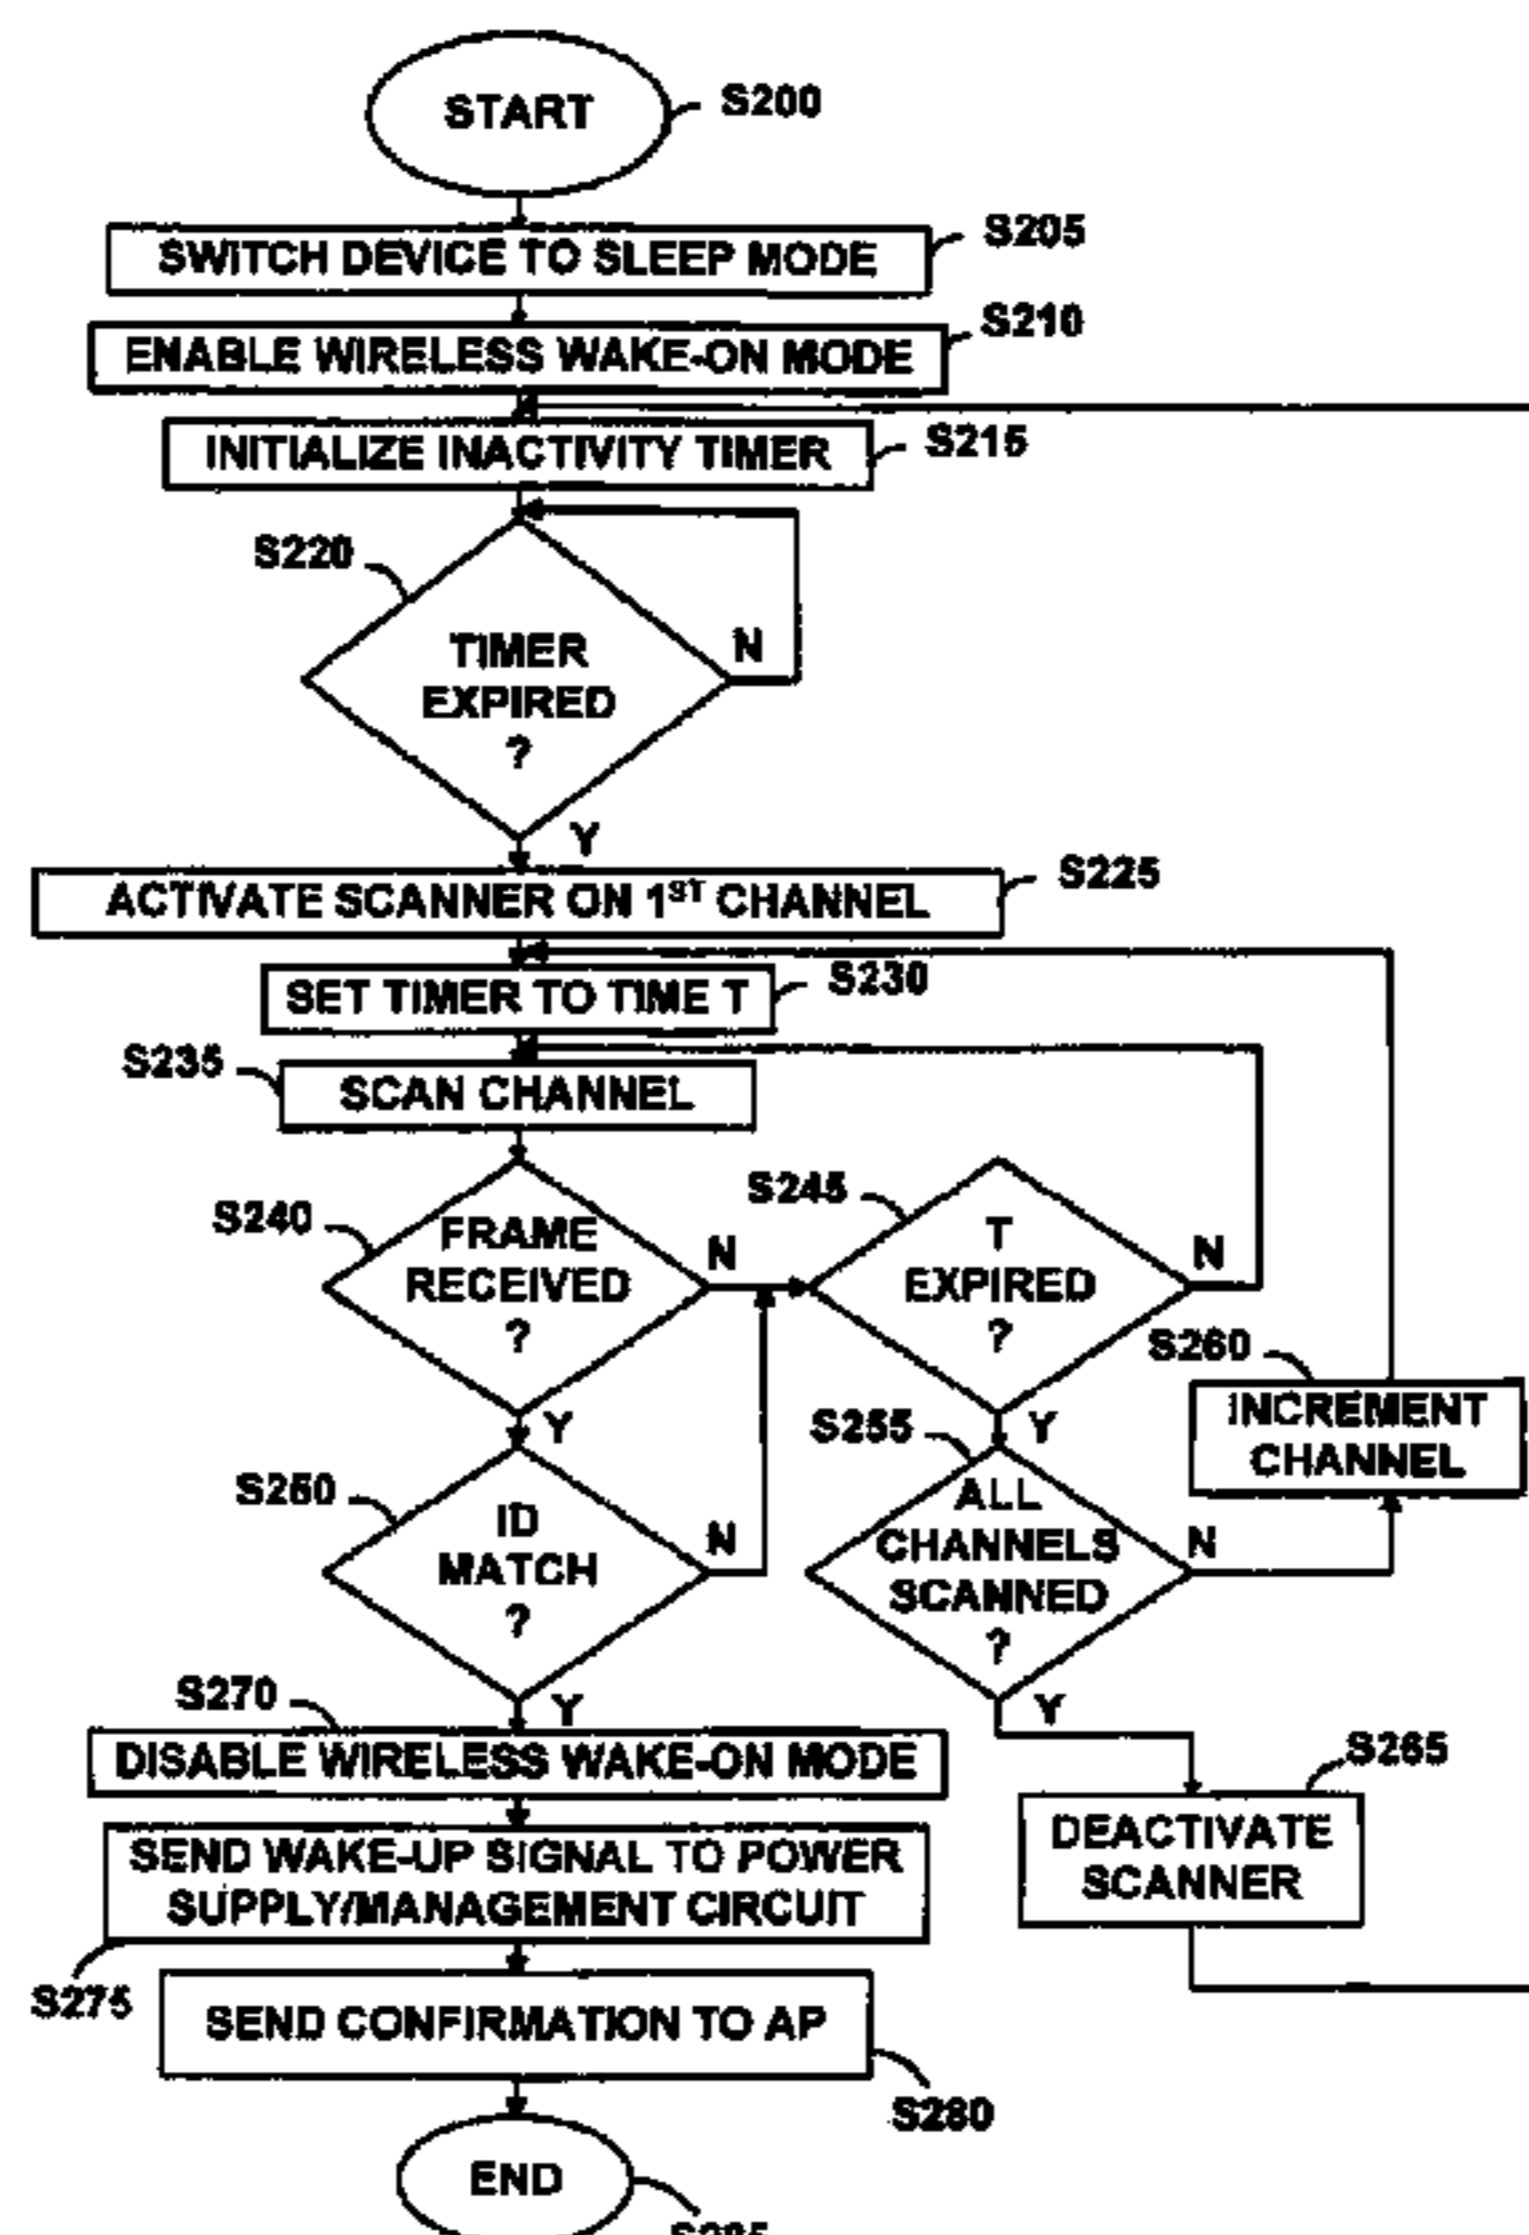 START
S200
SWITCH DEVICE TO SLEEP MODE
S205
ENABLE WIRELESS WAKE-ON MODE
S210
INITIALIZE INACTIVITY TIMER
S215
S220
TIMER
EXPIRED
?
N
Y
ACTIVATE SCANNER ON 1ST CHANNEL
S225
SET TIMER TO TIME T
S230
S235
SCAN CHANNEL
S240
FRAME
RECEIVED
?
N
Y
S245
T
EXPIRED
?
N
Y
S250
ID
MATCH
?
N
Y
S255
ALL
CHANNELS
SCANNED
?
N
Y
S260
INCREMENT
CHANNEL
S265
DEACTIVATE
SCANNER
S270
DISABLE WIRELESS WAKE-ON MODE
SEND WAKE-UP SIGNAL TO POWER
SUPPLY/MANAGEMENT CIRCUIT
S275
SEND CONFIRMATION TO AP
S280
END